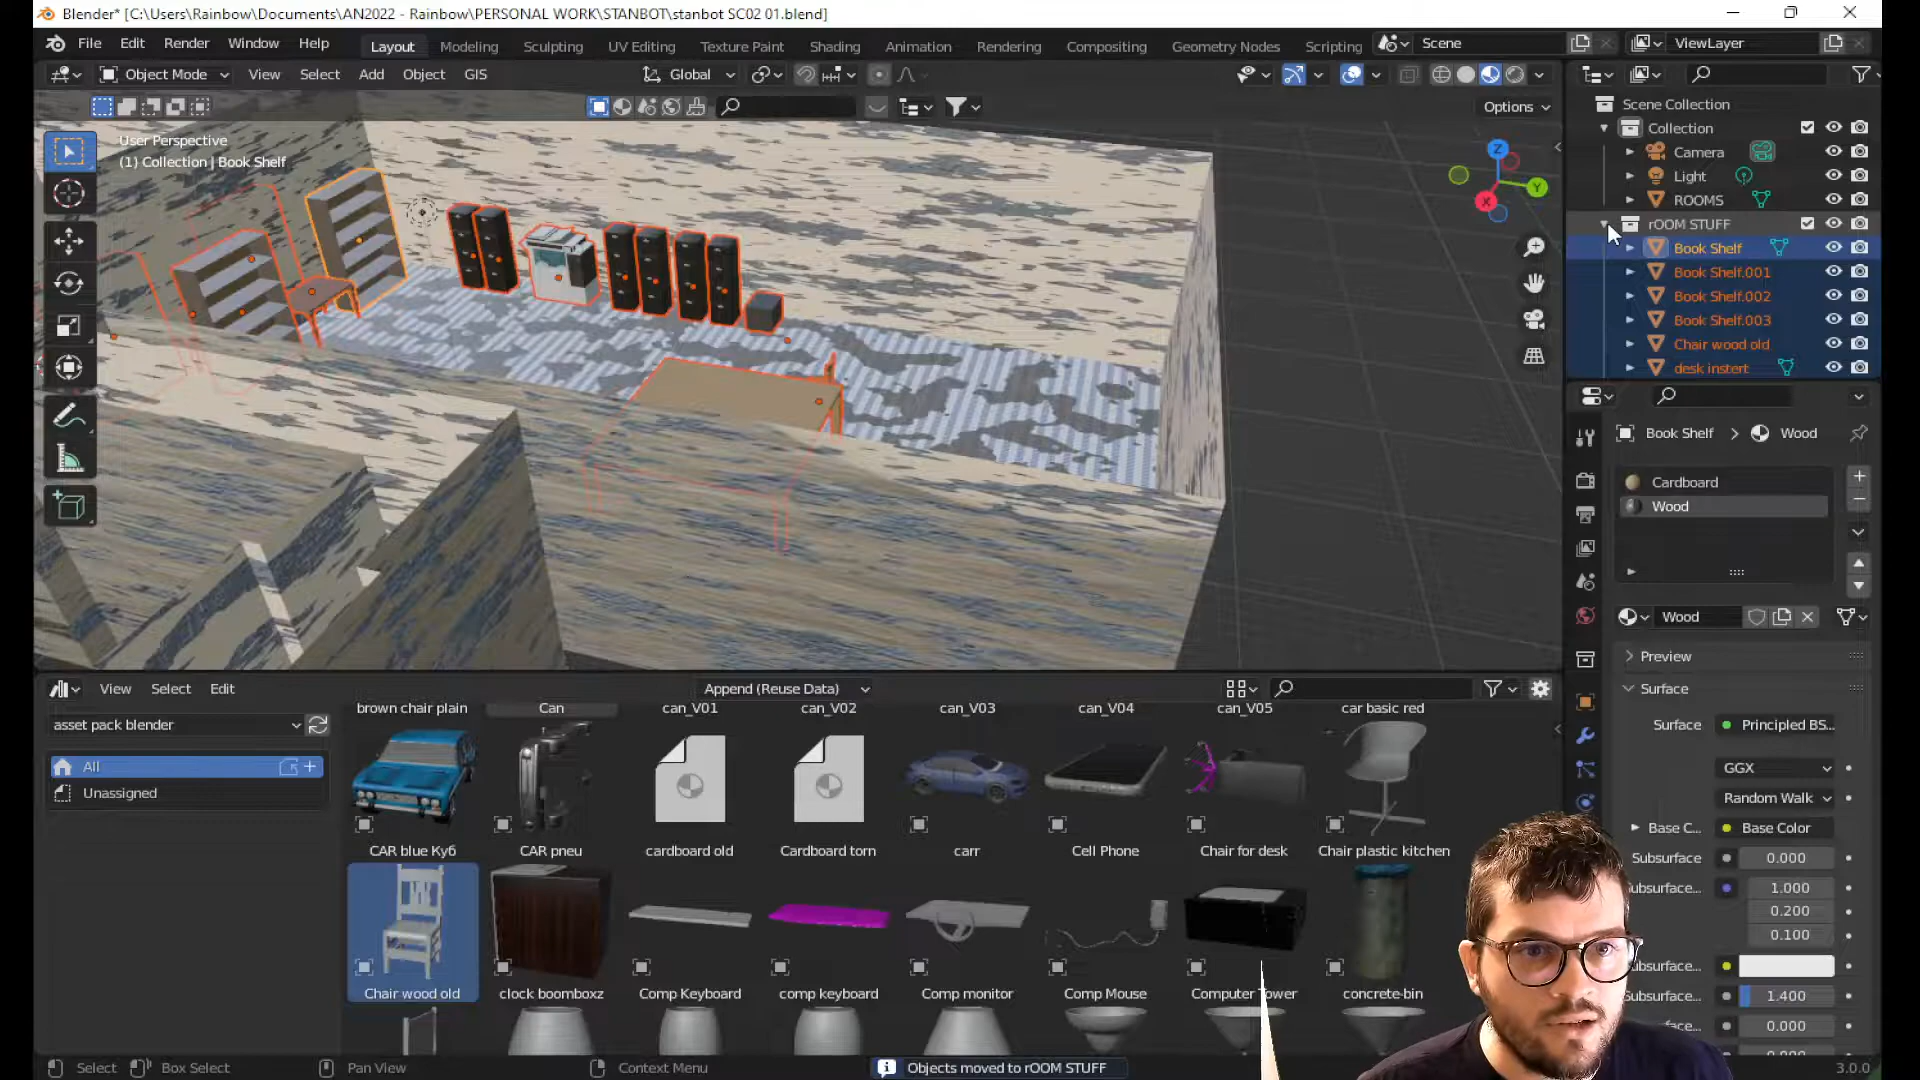 Blender* [C:\Users\Rainbow\Documents\AN2022 - Rainbow\PERSONAL WORK\STANBOT\stanbot SC02 01.blend]
File Edit Render Window Help Layout Modeling Sculpting UV Editing Texture Paint Shading Animation Rendering Compositing Geometry Nodes Scripting Scene ViewLayer
Object Mode View Select Add Object GIS Global
Options
User Perspective
(1) Collection | Book Shelf
Z
Y
X
Scene Collection
Collection
Camera
Light
ROOMS
rOOM STUFF
Book Shelf
Book Shelf.001
Book Shelf.002
Book Shelf.003
Chair wood old
desk instert
Book Shelf > Wood
Cardboard
Wood
Wood
Preview
Surface
Surface Principled BS...
GGX
Random Walk
Base C... Base Color
Subsurface 0.000
ubsurface... 1.000
0.200
0.100
ubsurface...
Subsurface... 1.400
0.000
View Select Edit Append (Reuse Data)
asset pack blender
All
Unassigned
brown chair plain Can can_V01 can_V02 can_V03 can_V04 can_V05 car basic red
CAR blue Куб CAR pneu cardboard old Cardboard torn carr Cell Phone Chair for desk Chair plastic kitchen
Chair wood old clock boomboxz Comp Keyboard comp keyboard Comp monitor Comp Mouse Computer Tower concrete-bin
Select Box Select Pan View Context Menu Objects moved to rOOM STUFF 3.0.0